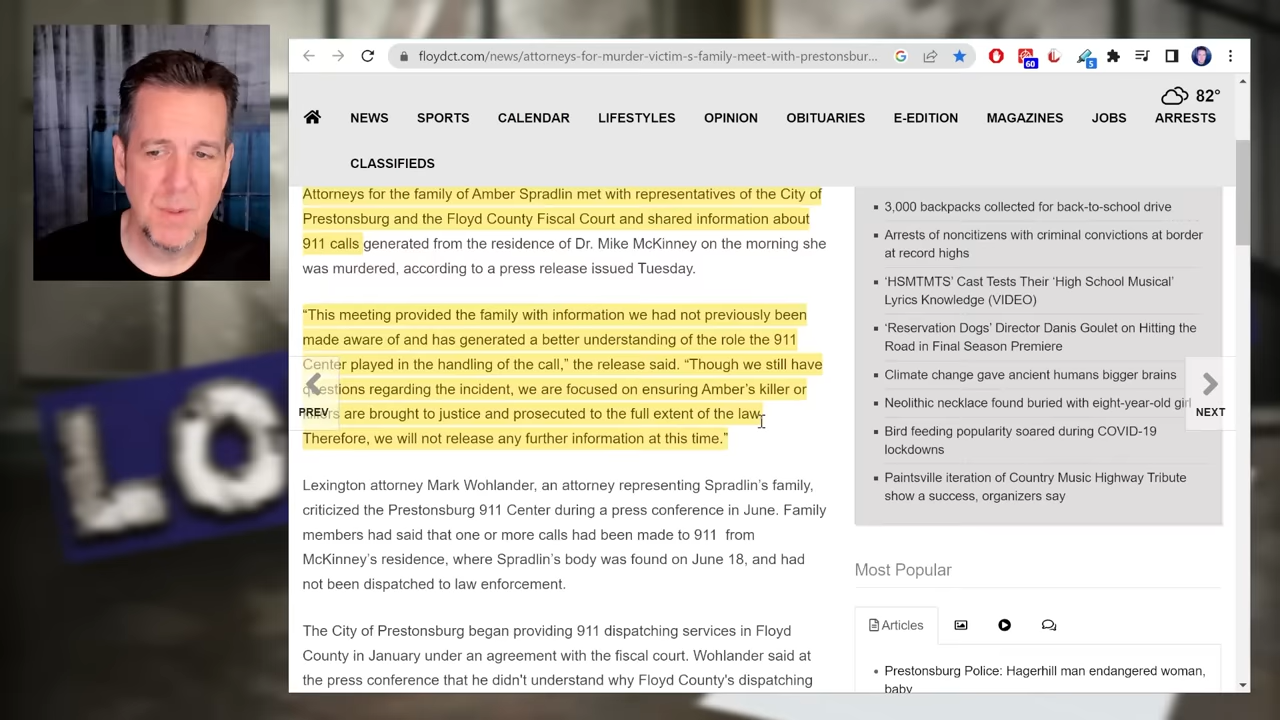 floydct.com/news/attorneys-for-murder-victim-s-family-meet-with-prestonsbur...
60
S
82°
NEWS SPORTS CALENDAR LIFESTYLES OPINION OBITUARIES E-EDITION MAGAZINES JOBS ARRESTS
CLASSIFIEDS
Attorneys for the family of Amber Spradlin met with representatives of the City of
Prestonsburg and the Floyd County Fiscal Court and shared information about
911 calls generated from the residence of Dr. Mike McKinney on the morning she
was murdered, according to a press release issued Tuesday.
“This meeting provided the family with information we had not previously been
made aware of and has generated a better understanding of the role the 911
Center played in the handling of the call,” the release said. “Though we still have
questions regarding the incident, we are focused on ensuring Amber’s killer or
killers are brought to justice and prosecuted to the full extent of the law.
Therefore, we will not release any further information at this time.”
PREV
Lexington attorney Mark Wohlander, an attorney representing Spradlin’s family,
criticized the Prestonsburg 911 Center during a press conference in June. Family
members had said that one or more calls had been made to 911 from
McKinney’s residence, where Spradlin’s body was found on June 18, and had
not been dispatched to law enforcement.
The City of Prestonsburg began providing 911 dispatching services in Floyd
County in January under an agreement with the fiscal court. Wohlander said at
the press conference that he didn't understand why Floyd County's dispatching
3,000 backpacks collected for back-to-school drive
Arrests of noncitizens with criminal convictions at border
record highs
‘HSMTMTS’ Cast Tests Their ‘High School Musical’
Lyrics Knowledge (VIDEO)
‘Reservation Dogs’ Director Danis Goulet on Hitting the
Road in Final Season Premiere
Climate change gave ancient humans bigger brains
Neolithic necklace found buried with eight-year-old girl
Bird feeding popularity soared during COVID-19
lockdowns
Paintsville iteration of Country Music Highway Tribute
show a success, organizers say
NEXT
Most Popular
Articles
Prestonsburg Police: Hagerhill man endangered woman,
baby
LO